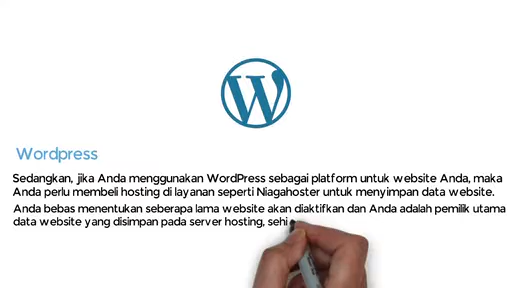 Wordpress
Sedangkan, jika Anda menggunakan WordPress sebagai platform untuk website Anda, maka
Anda perlu membeli hosting di layanan seperti Niagahoster untuk menyimpan data website.
Anda bebas menentukan seberapa lama website akan diaktifkan dan Anda adalah pemilik utama
data website yang disimpan pada server hosting, sehi